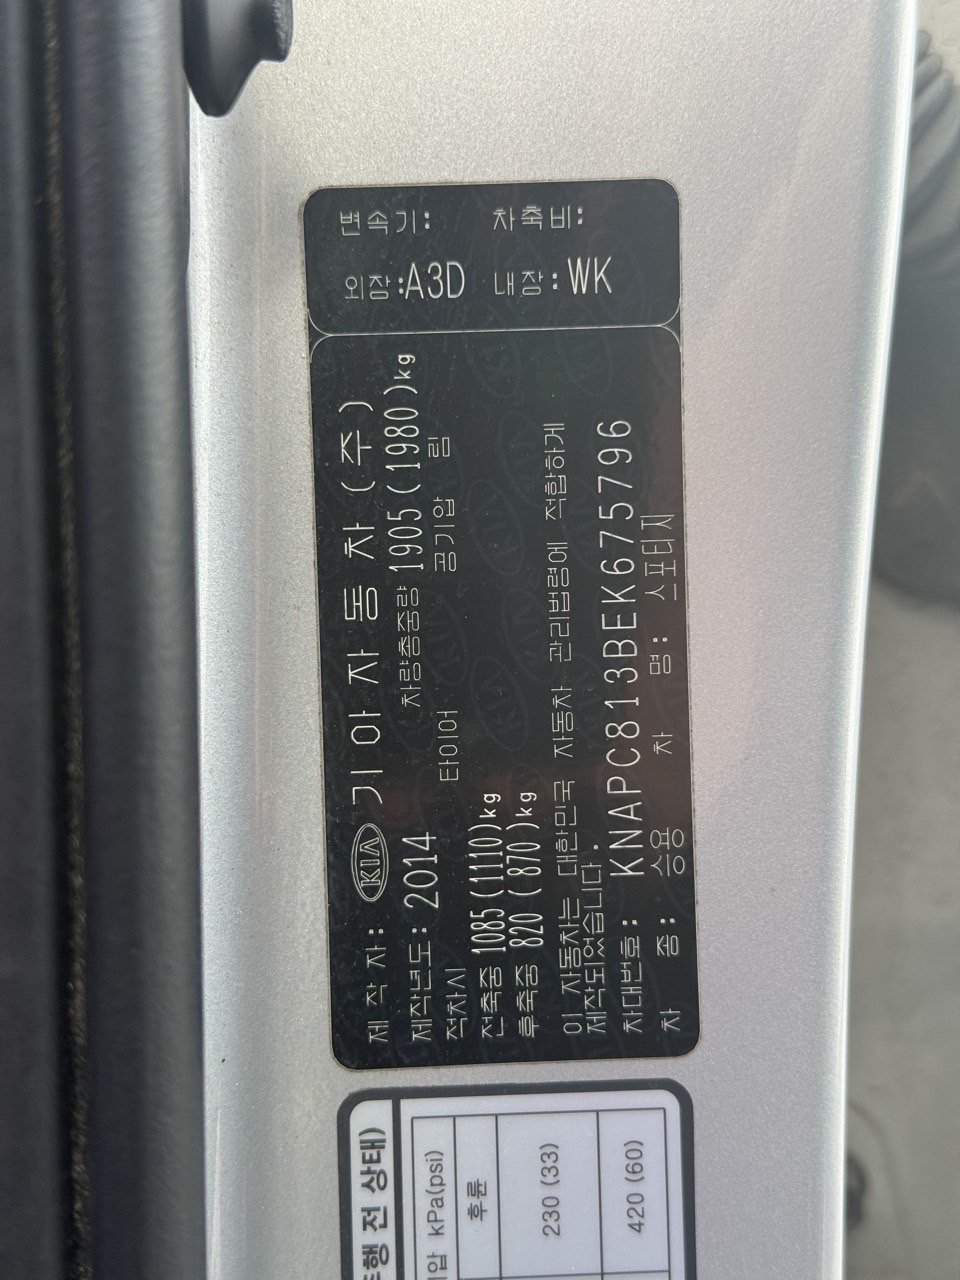 변속기: 차축비:
외장:A3D 내장:WK
제 작 자: KIA 기 아 자 동 차 (주)
제작년도: 2014 차량총중량 1905(1980)kg
적차시 타이어 공기압 림
전축중 1085(1110)kg
후축중 820 (870)kg
이 자동차는 대한민국 자동차 관리법령에 적합하게
제작되었습니다.
차대번호: KNAPC813BEK675796
차 종: 승용 차 명: 스포티지
행 전 상태)
압 kPa(psi)
후륜
230 (33)
420 (60)